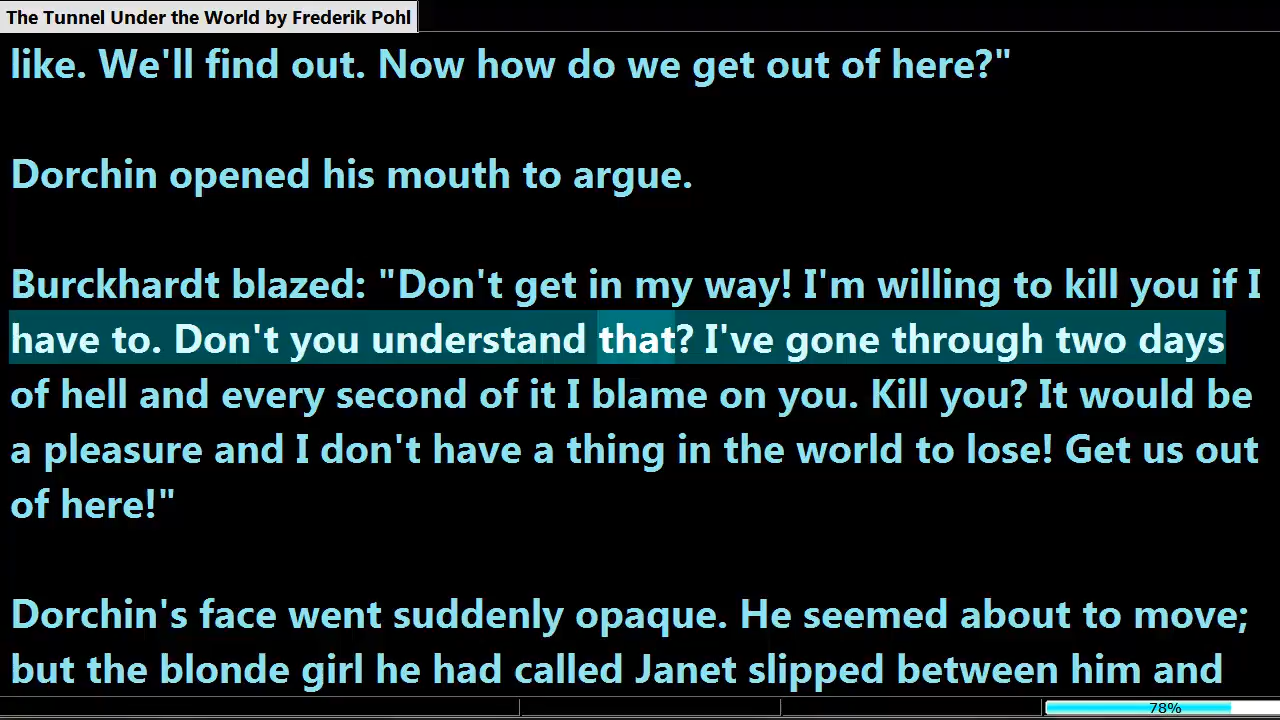 The Tunnel Under the World by Frederik Pohl
like. We'll find out. Now how do we get out of here?"
Dorchin opened his mouth to argue.
Burckhardt blazed: "Don't get in my way! I'm willing to kill you if I
have to. Don't you understand that? I've gone through two days
of hell and every second of it I blame on you. Kill you? It would be
a pleasure and I don't have a thing in the world to lose! Get us out
of here!"
Dorchin's face went suddenly opaque. He seemed about to move;
but the blonde girl he had called Janet slipped between him and
78%